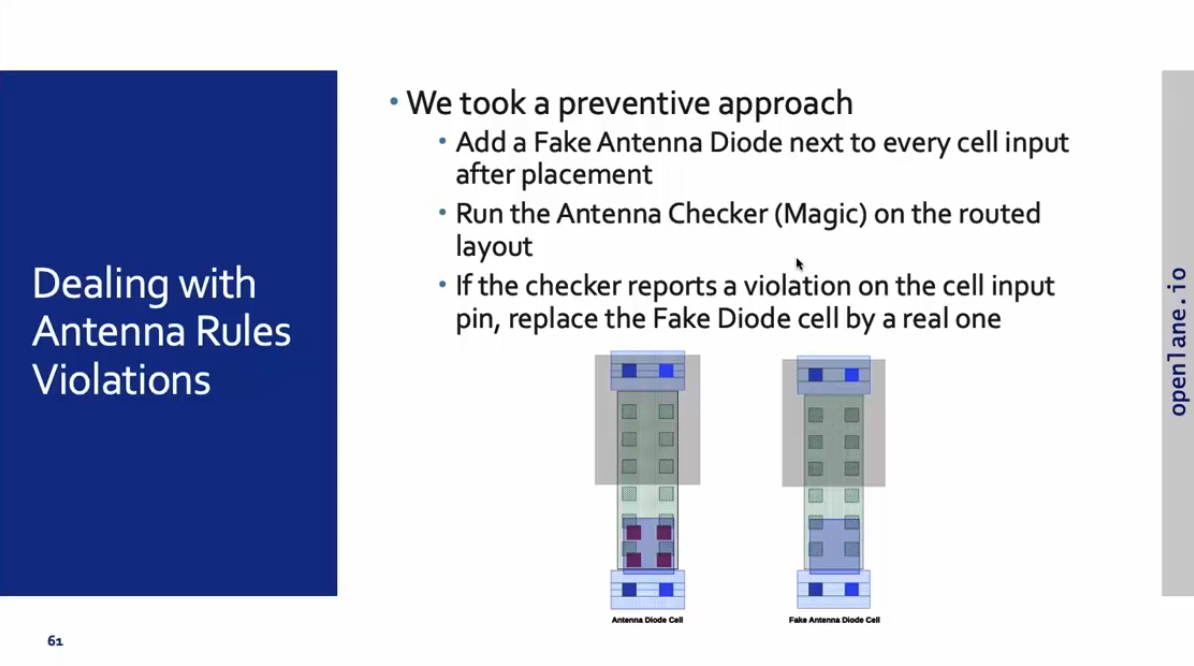 Dealing with
Antenna Rules
Violations
• We took a preventive approach
• Add a Fake Antenna Diode next to every cell input
after placement
• Run the Antenna Checker (Magic) on the routed
layout
• If the checker reports a violation on the cell input
pin, replace the Fake Diode cell by a real one
Antenna Diode Cell
Fake Antenna Diode Cell
openlane.io
61